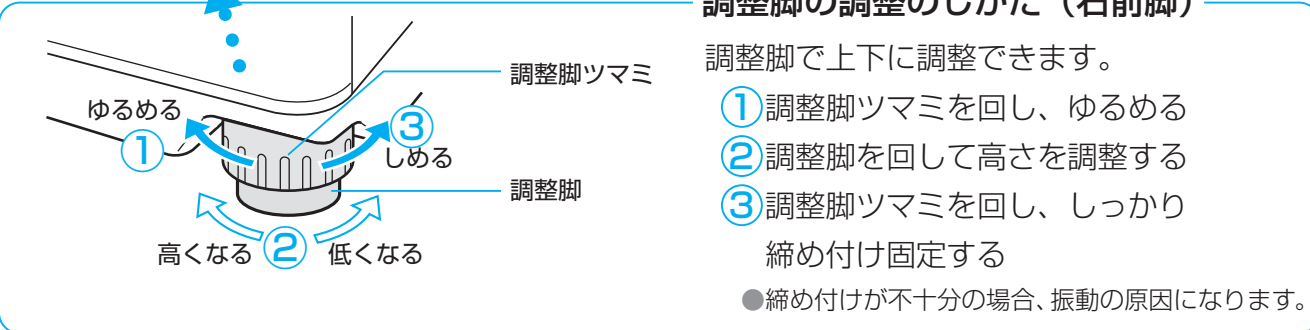 調整脚の調整のしかた（右前脚）
調整脚で上下に調整できます。
①調整脚ツマミを回し、ゆるめる
②調整脚を回して高さを調整する
③調整脚ツマミを回し、しっかり
締め付け固定する
●締め付けが不十分の場合、振動の原因になります。
調整脚ツマミ
ゆるめる
①
③
しめる
調整脚
高くなる ② 低くなる